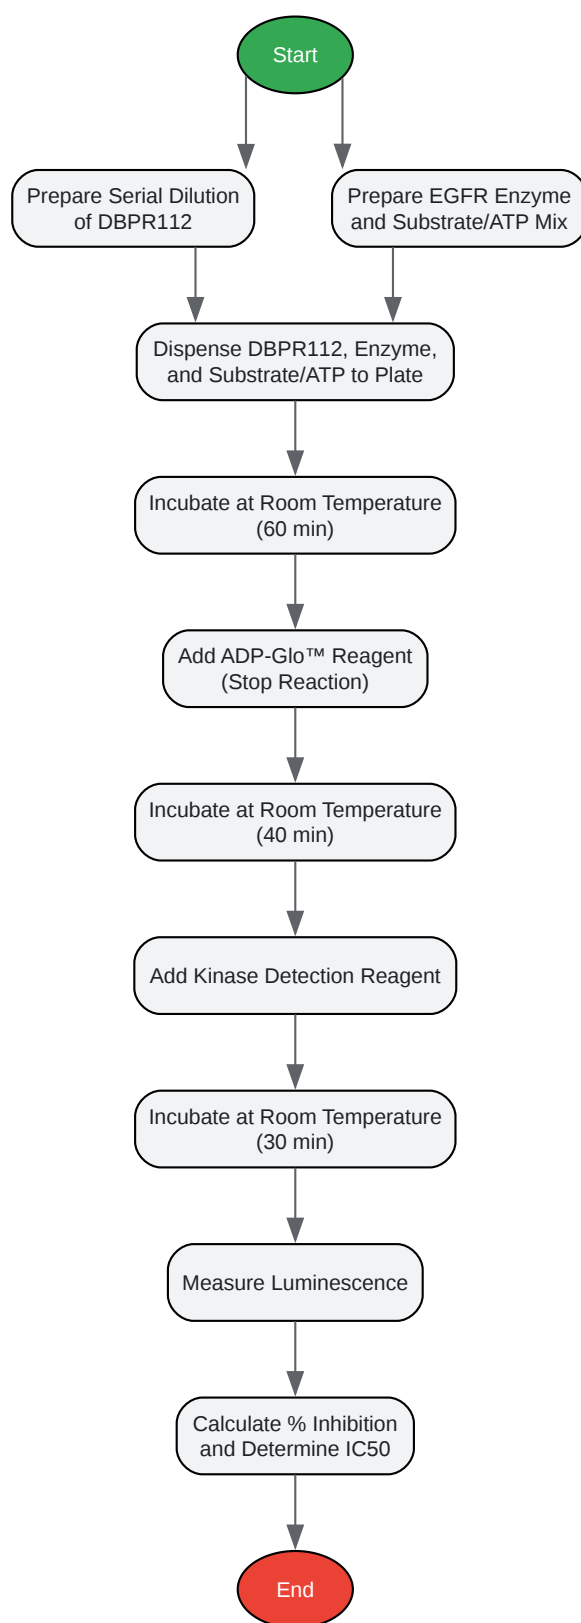 Start
Prepare Serial Dilution
of DBPR112
Prepare EGFR Enzyme
and Substrate/ATP Mix
Dispense DBPR112, Enzyme,
and Substrate/ATP to Plate
Incubate at Room Temperature
(60 min)
Add ADP-Glo™ Reagent
(Stop Reaction)
Incubate at Room Temperature
(40 min)
Add Kinase Detection Reagent
Incubate at Room Temperature
(30 min)
Measure Luminescence
Calculate % Inhibition
and Determine IC50
End